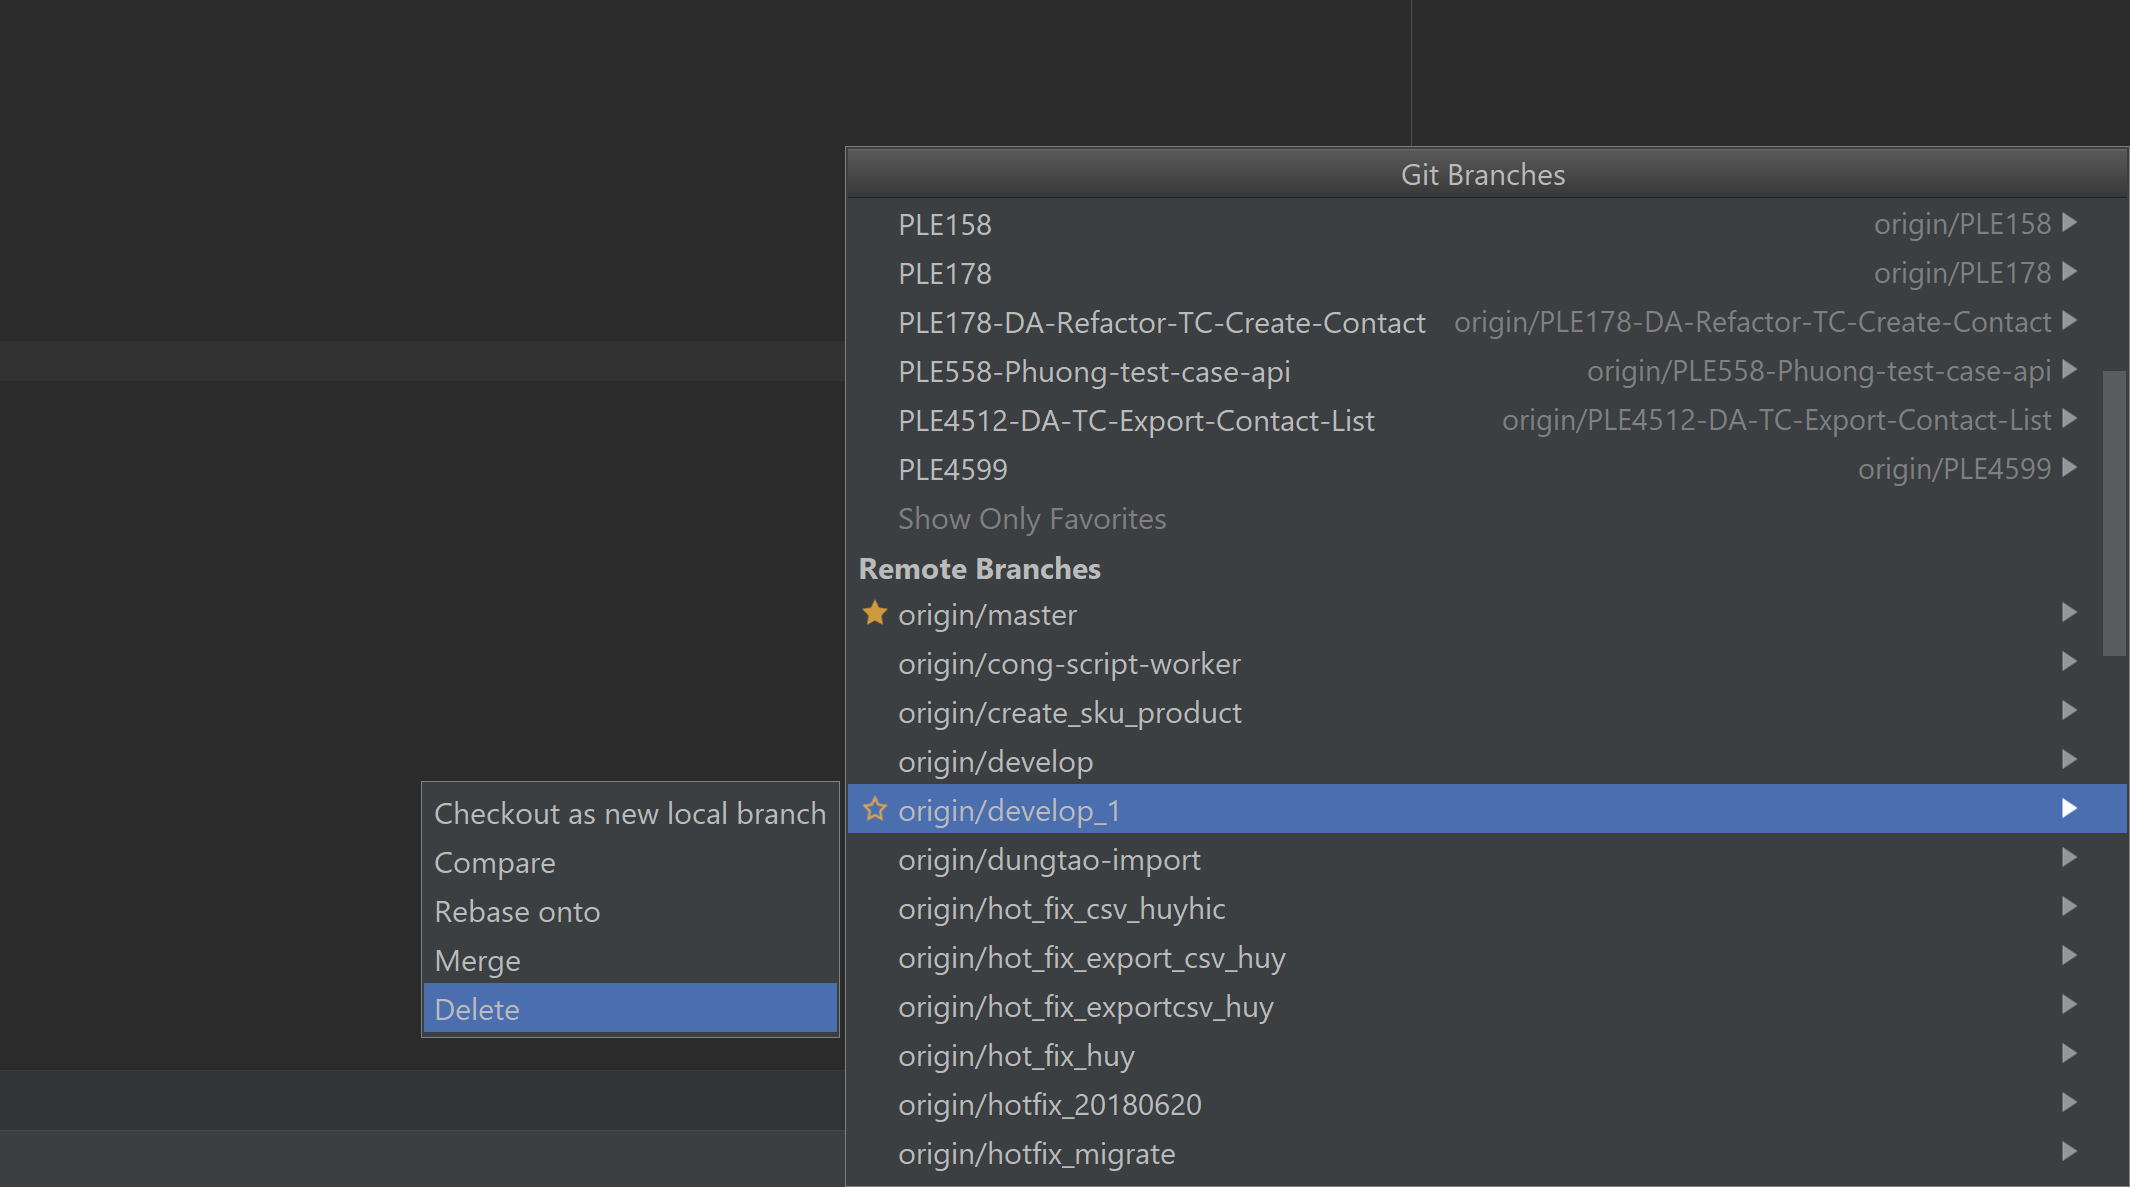 Git Branches
PLE158 origin/PLE158
PLE178 origin/PLE178
PLE178-DA-Refactor-TC-Create-Contact origin/PLE178-DA-Refactor-TC-Create-Contact
PLE558-Phuong-test-case-api origin/PLE558-Phuong-test-case-api
PLE4512-DA-TC-Export-Contact-List origin/PLE4512-DA-TC-Export-Contact-List
PLE4599 origin/PLE4599
Show Only Favorites
Remote Branches
origin/master
origin/cong-script-worker
origin/create_sku_product
origin/develop
origin/develop_1
origin/dungtao-import
origin/hot_fix_csv_huyhic
origin/hot_fix_export_csv_huy
origin/hot_fix_exportcsv_huy
origin/hot_fix_huy
origin/hotfix_20180620
origin/hotfix_migrate
Checkout as new local branch
Compare
Rebase onto
Merge
Delete